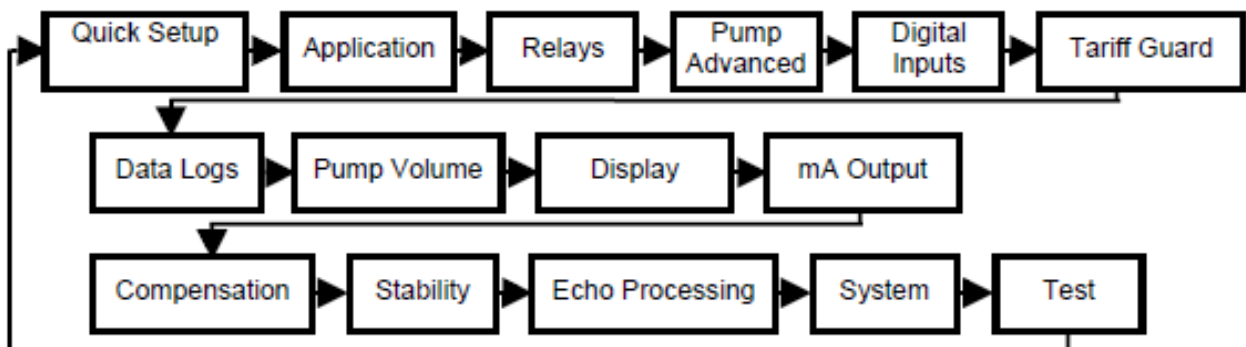 Quick Setup
Application
Relays
Pump
Advanced
Digital
Inputs
Tariff Guard
Data Logs
Pump Volume
Display
mA Output
Compensation
Stability
Echo Processing
System
Test